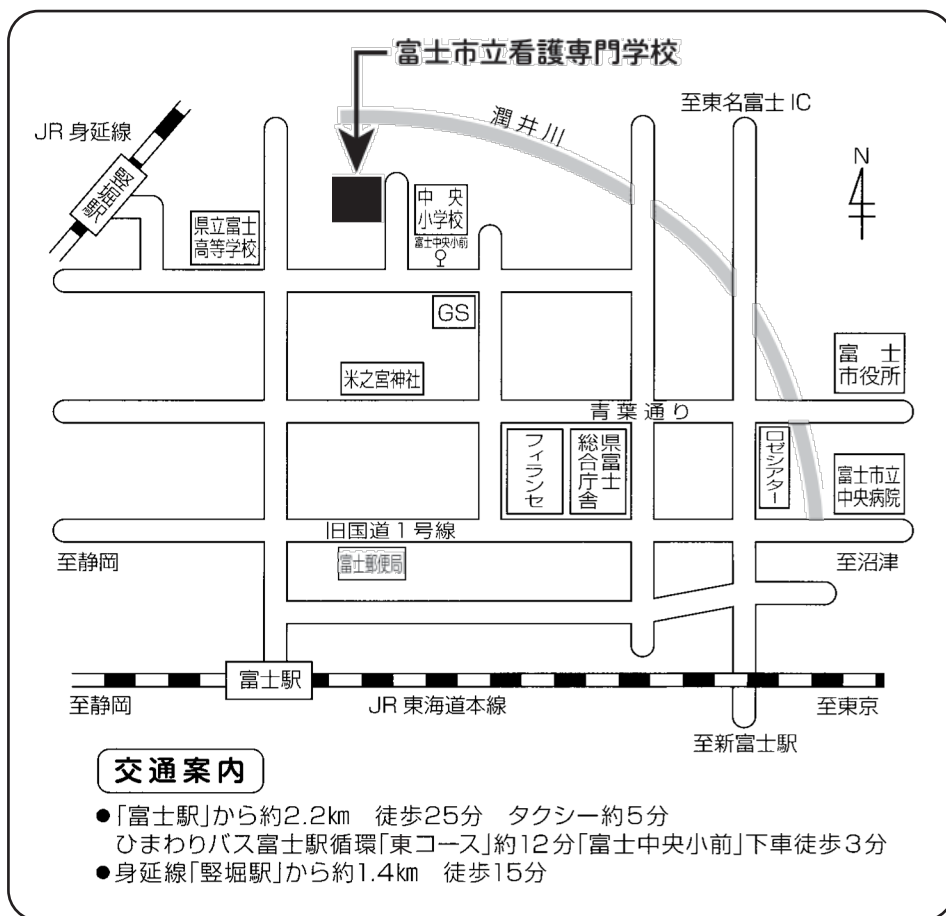 富士市立看護専門学校
至東名富士IC
潤井川
JR身延線
N
竪堀駅
中央
小学校
県立富士
高等学校
富士中央小前
GS
富士
市役所
米之宮神社
青葉通り
フィランセ
県富士
総合庁舎
ロゼシアター
富士市立
中央病院
旧国道1号線
至静岡
富士郵便局
至沼津
富士駅
至静岡
JR東海道本線
至東京
至新富士駅
交通案内
●「富士駅」から約2.2km 徒歩25分 タクシー約5分
ひまわりバス富士駅循環「東コース」約12分「富士中央小前」下車徒歩3分
●身延線「竪堀駅」から約1.4km 徒歩15分